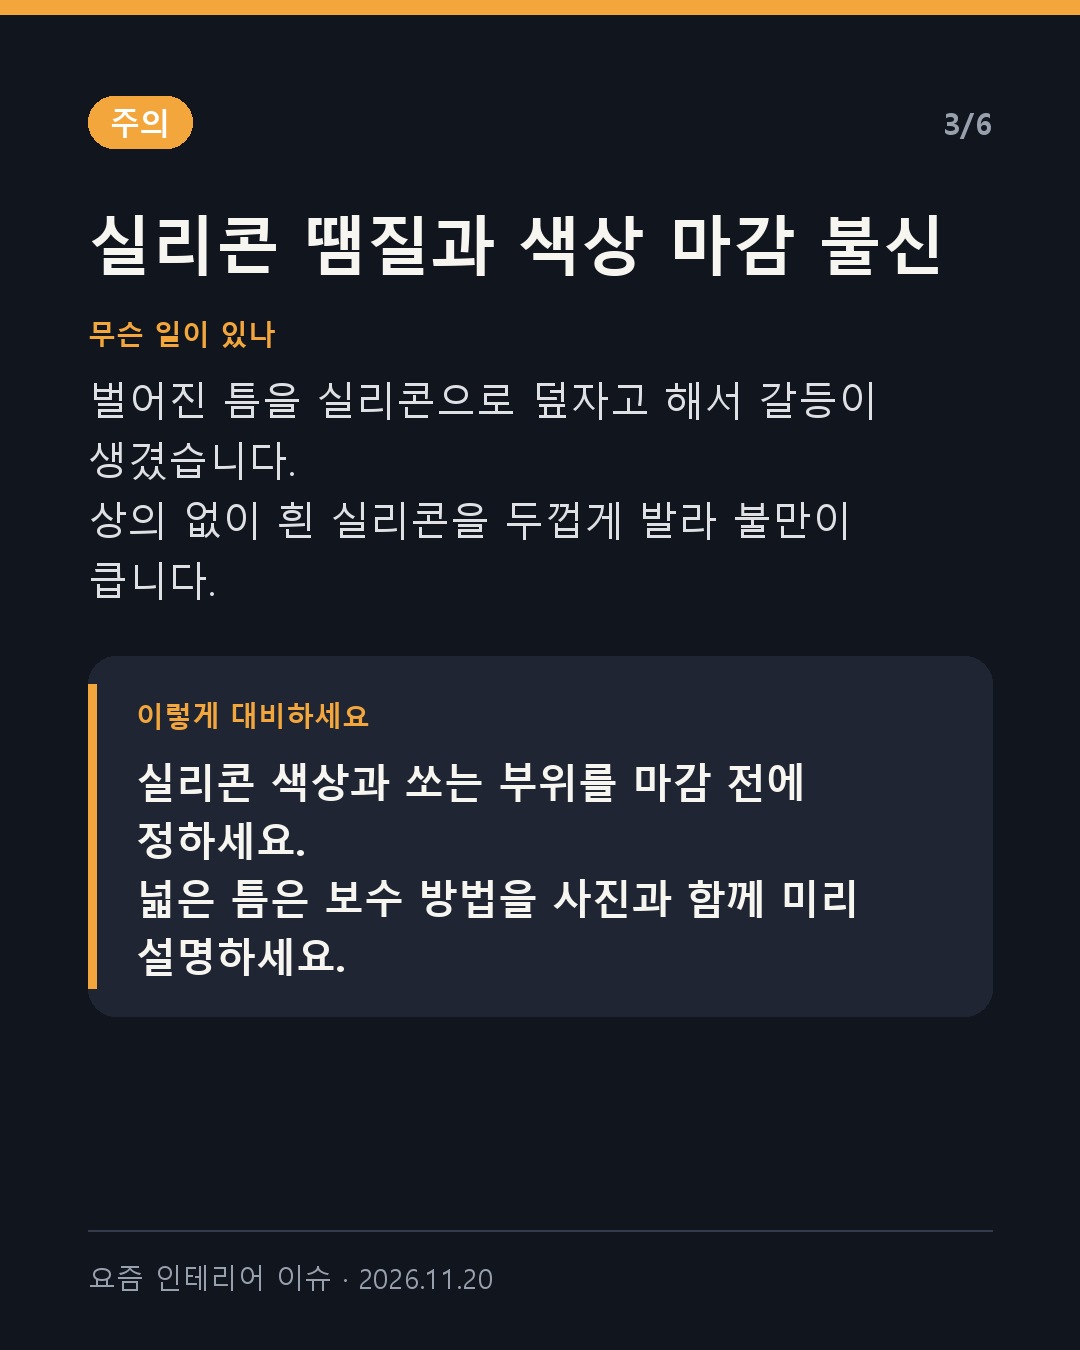 주의
3/6
실리콘 땜질과 색상 마감 불신
무슨 일이 있나
벌어진 틈을 실리콘으로 덮자고 해서 갈등이
생겼습니다.
상의 없이 흰 실리콘을 두껍게 발라 불만이
큽니다.
이렇게 대비하세요
실리콘 색상과 쏘는 부위를 마감 전에
정하세요.
넓은 틈은 보수 방법을 사진과 함께 미리
설명하세요.
요즘 인테리어 이슈 · 2026.11.20